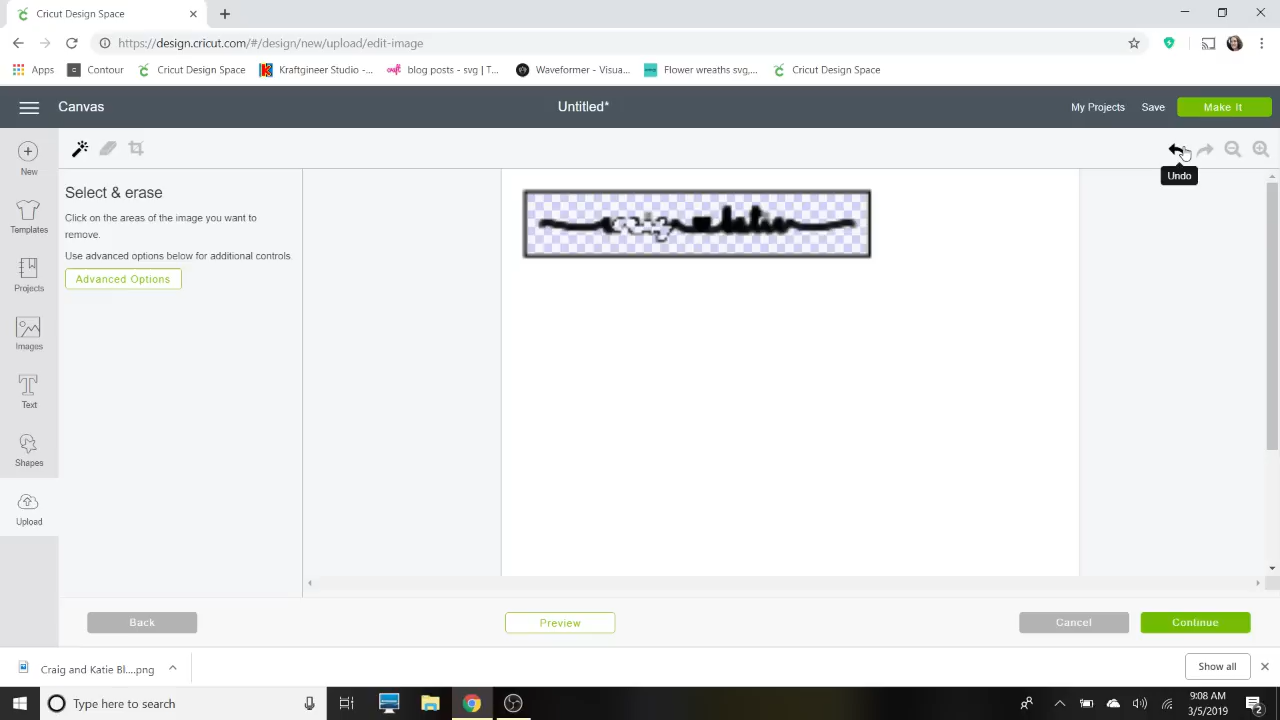 Cricut Design Space
https://design.cricut.com/#/design/new/upload/edit-image
Apps Contour Cricut Design Space Kraftgineer Studio -... blog posts - svg | T... Waveformer - Visua... Flower wreaths svg,... Cricut Design Space
Canvas Untitled* My Projects Save Make It
New
Templates
Projects
Images
Text
Shapes
Upload
Undo
Select & erase
Click on the areas of the image you want to
remove.
Use advanced options below for additional controls
Advanced Options
Back Preview Cancel Continue
Craig and Katie Bl....png Show all
Type here to search
9:08 AM
3/5/2019
2